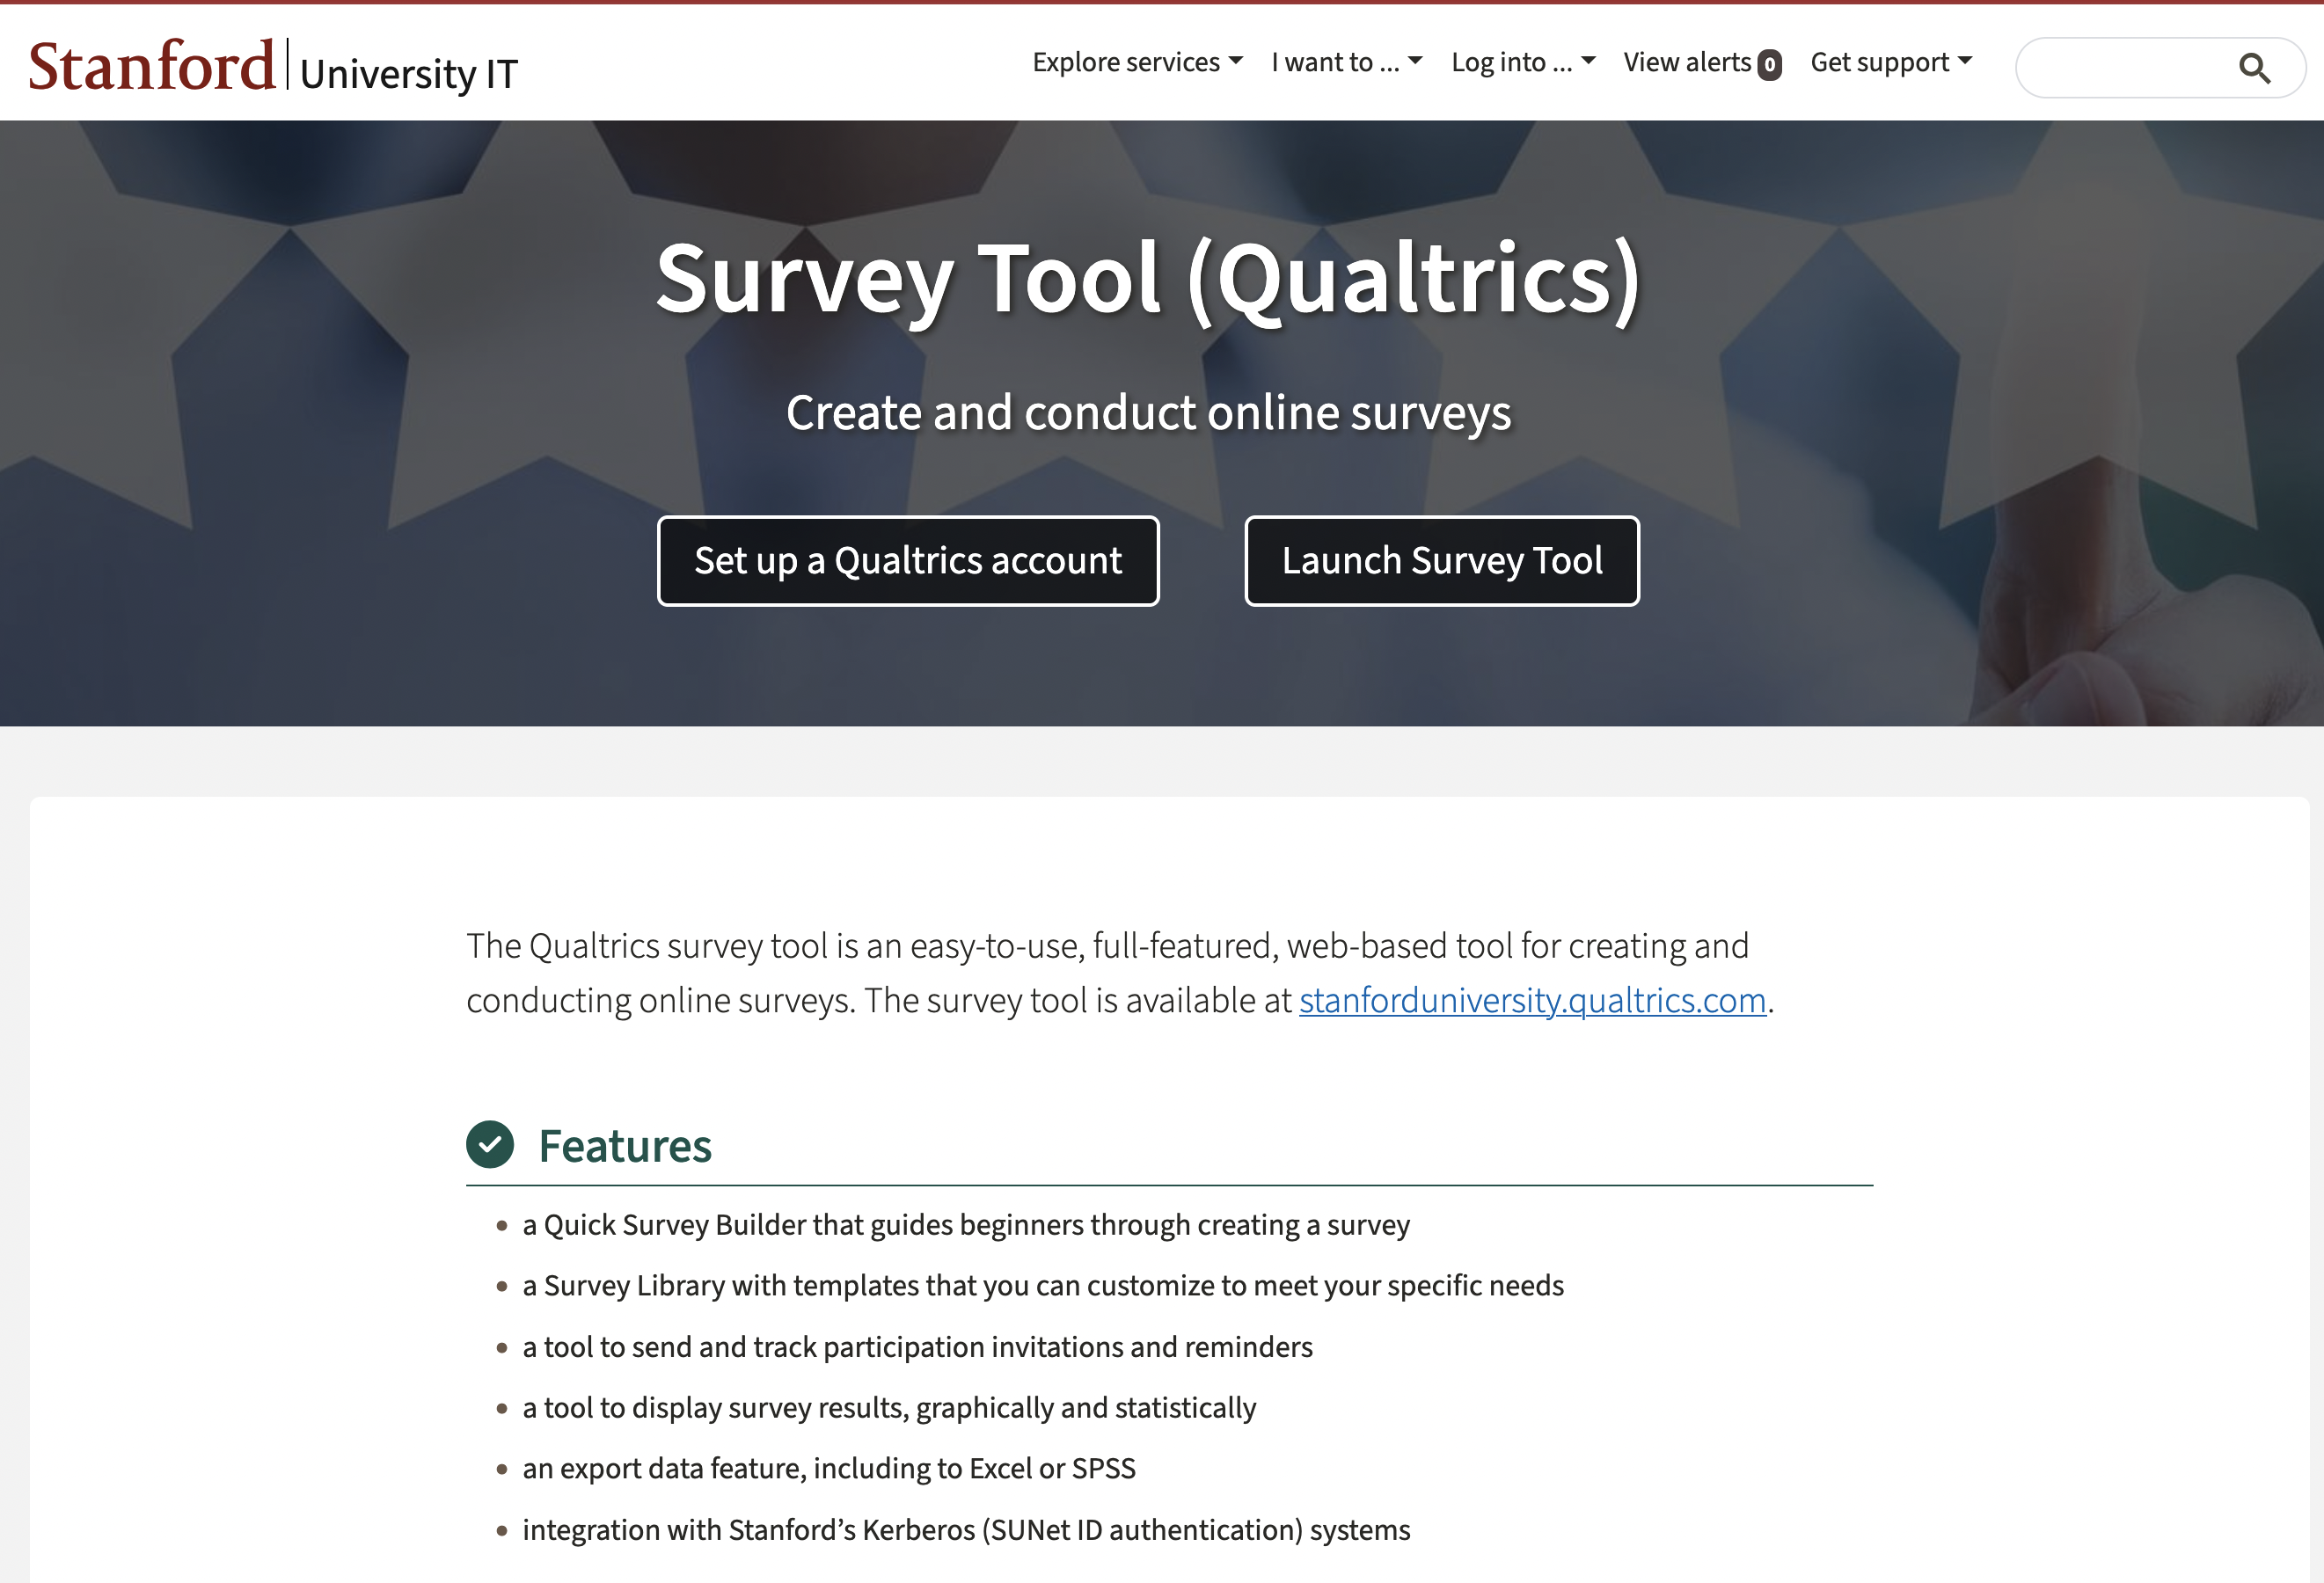 Stanford University IT
Explore services I want to ... Log into ... View alerts 0 Get support
Survey Tool (Qualtrics)
Create and conduct online surveys
Set up a Qualtrics account Launch Survey Tool
The Qualtrics survey tool is an easy-to-use, full-featured, web-based tool for creating and
conducting online surveys. The survey tool is available at stanforduniversity.qualtrics.com.
Features
• a Quick Survey Builder that guides beginners through creating a survey
• a Survey Library with templates that you can customize to meet your specific needs
• a tool to send and track participation invitations and reminders
• a tool to display survey results, graphically and statistically
• an export data feature, including to Excel or SPSS
• integration with Stanford’s Kerberos (SUNet ID authentication) systems